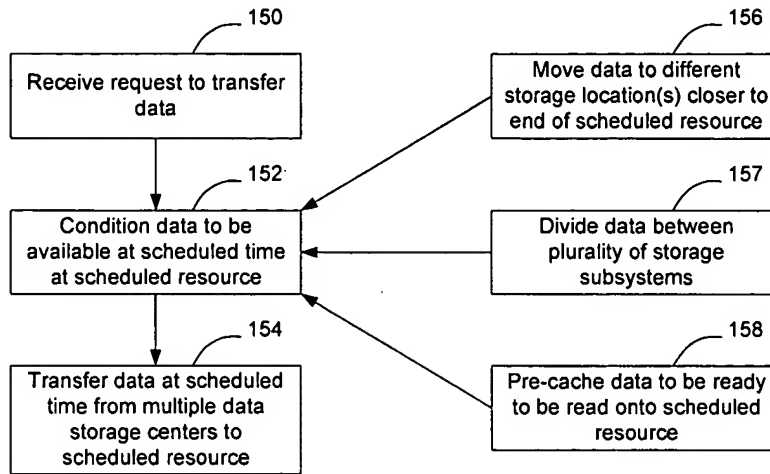 150
Receive request to transfer
data
152
Condition data to be
available at scheduled time
at scheduled resource
154
Transfer data at scheduled
time from multiple data
storage centers to
scheduled resource
156
Move data to different
storage location(s) closer to
end of scheduled resource
157
Divide data between
plurality of storage
subsystems
158
Pre-cache data to be ready
to be read onto scheduled
resource